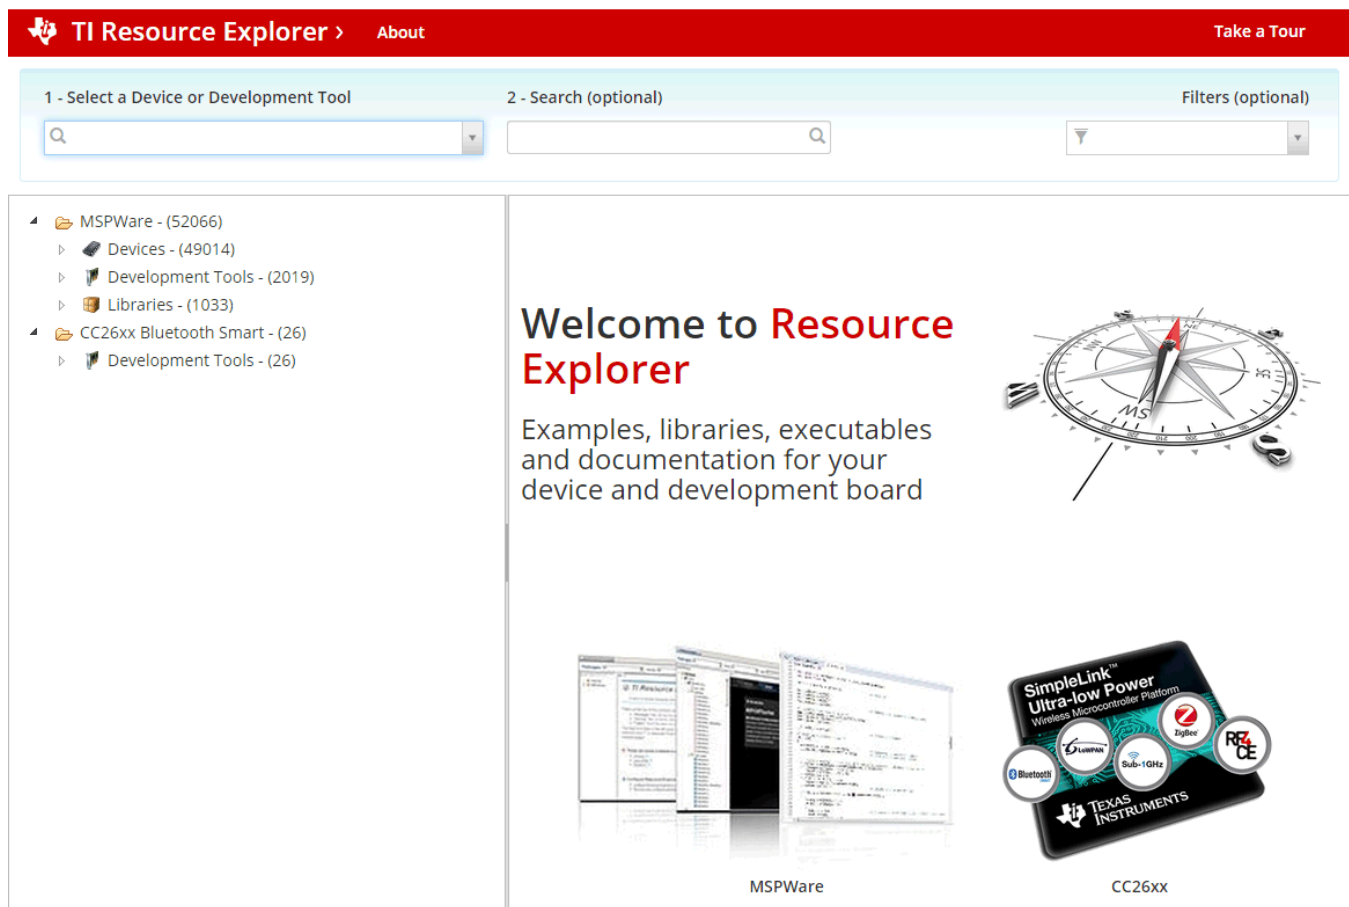 TI Resource Explorer › About Take a Tour
1 - Select a Device or Development Tool 2 - Search (optional) Filters (optional)
MSPWare - (52066)
Devices - (49014)
Development Tools - (2019)
Libraries - (1033)
CC26xx Bluetooth Smart - (26)
Development Tools - (26)
Welcome to Resource
Explorer
Examples, libraries, executables
and documentation for your
device and development board
NE
SE
SW
S
SimpleLink™
Ultra-low Power
Wireless Microcontroller Platform
ZigBee
RF4CE
6LoWPAN
Sub-1GHz
Bluetooth
TEXAS
INSTRUMENTS
MSPWare
CC26xx